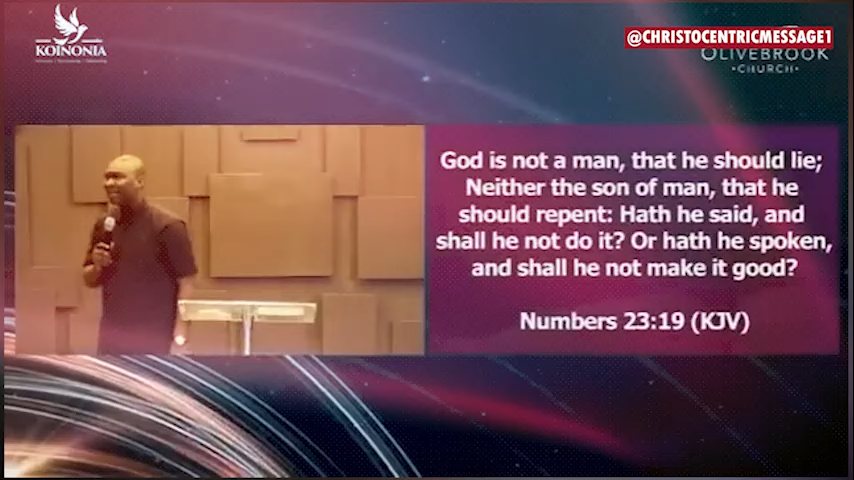 KOINONIA
@CHRISTOCENTRICMESSAGE1
OLIVEBROOK
•CHURCH•
God is not a man, that he should lie;
Neither the son of man, that he
should repent: Hath he said, and
shall he not do it? Or hath he spoken,
and shall he not make it good?
Numbers 23:19 (KJV)